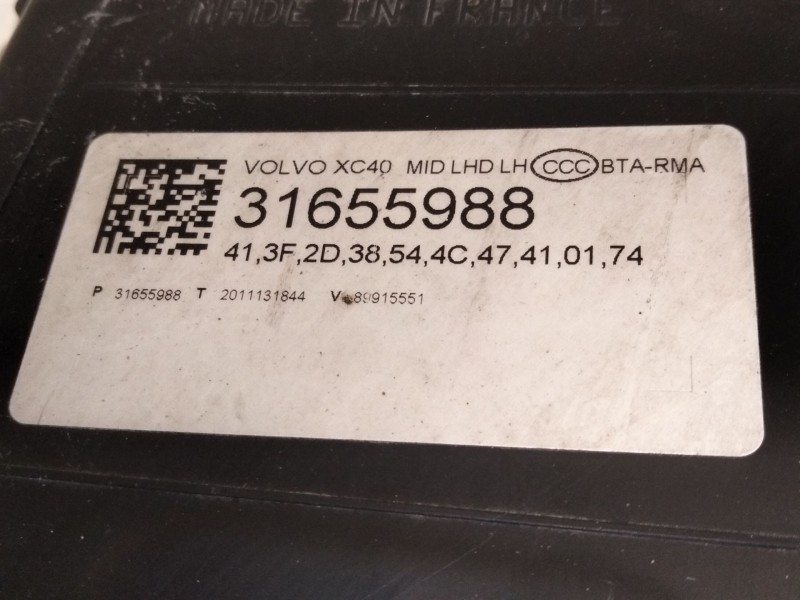 MADE IN FRANCE
VOLVO XC40 MID LHD LH CCC BTA-RMA
31655988
41,3F,2D,38,54,4C,47,41,01,74
P 31655988 T 2011131844 V 89915551